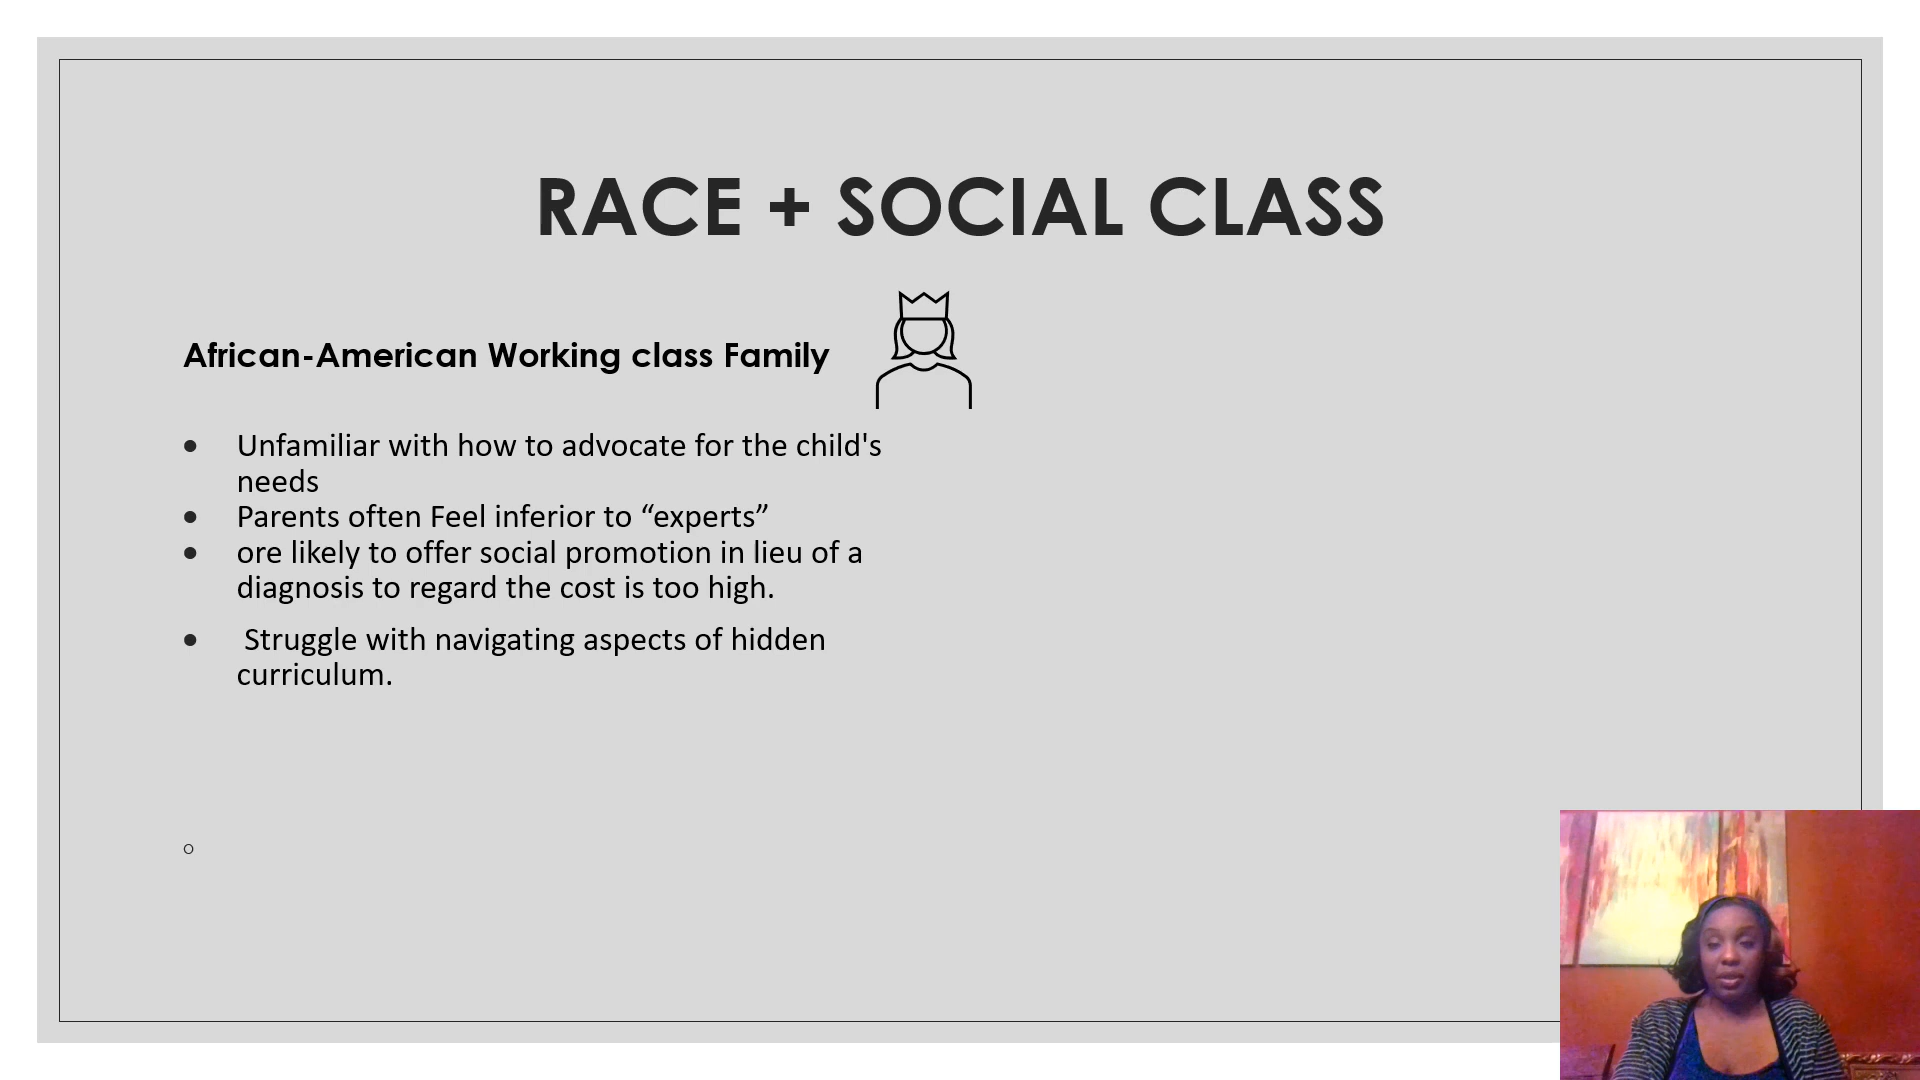 RACE + SOCIAL CLASS
African-American Working class Family
● Unfamiliar with how to advocate for the child's
needs
● Parents often Feel inferior to “experts”
● ore likely to offer social promotion in lieu of a
diagnosis to regard the cost is too high.
● Struggle with navigating aspects of hidden
curriculum.